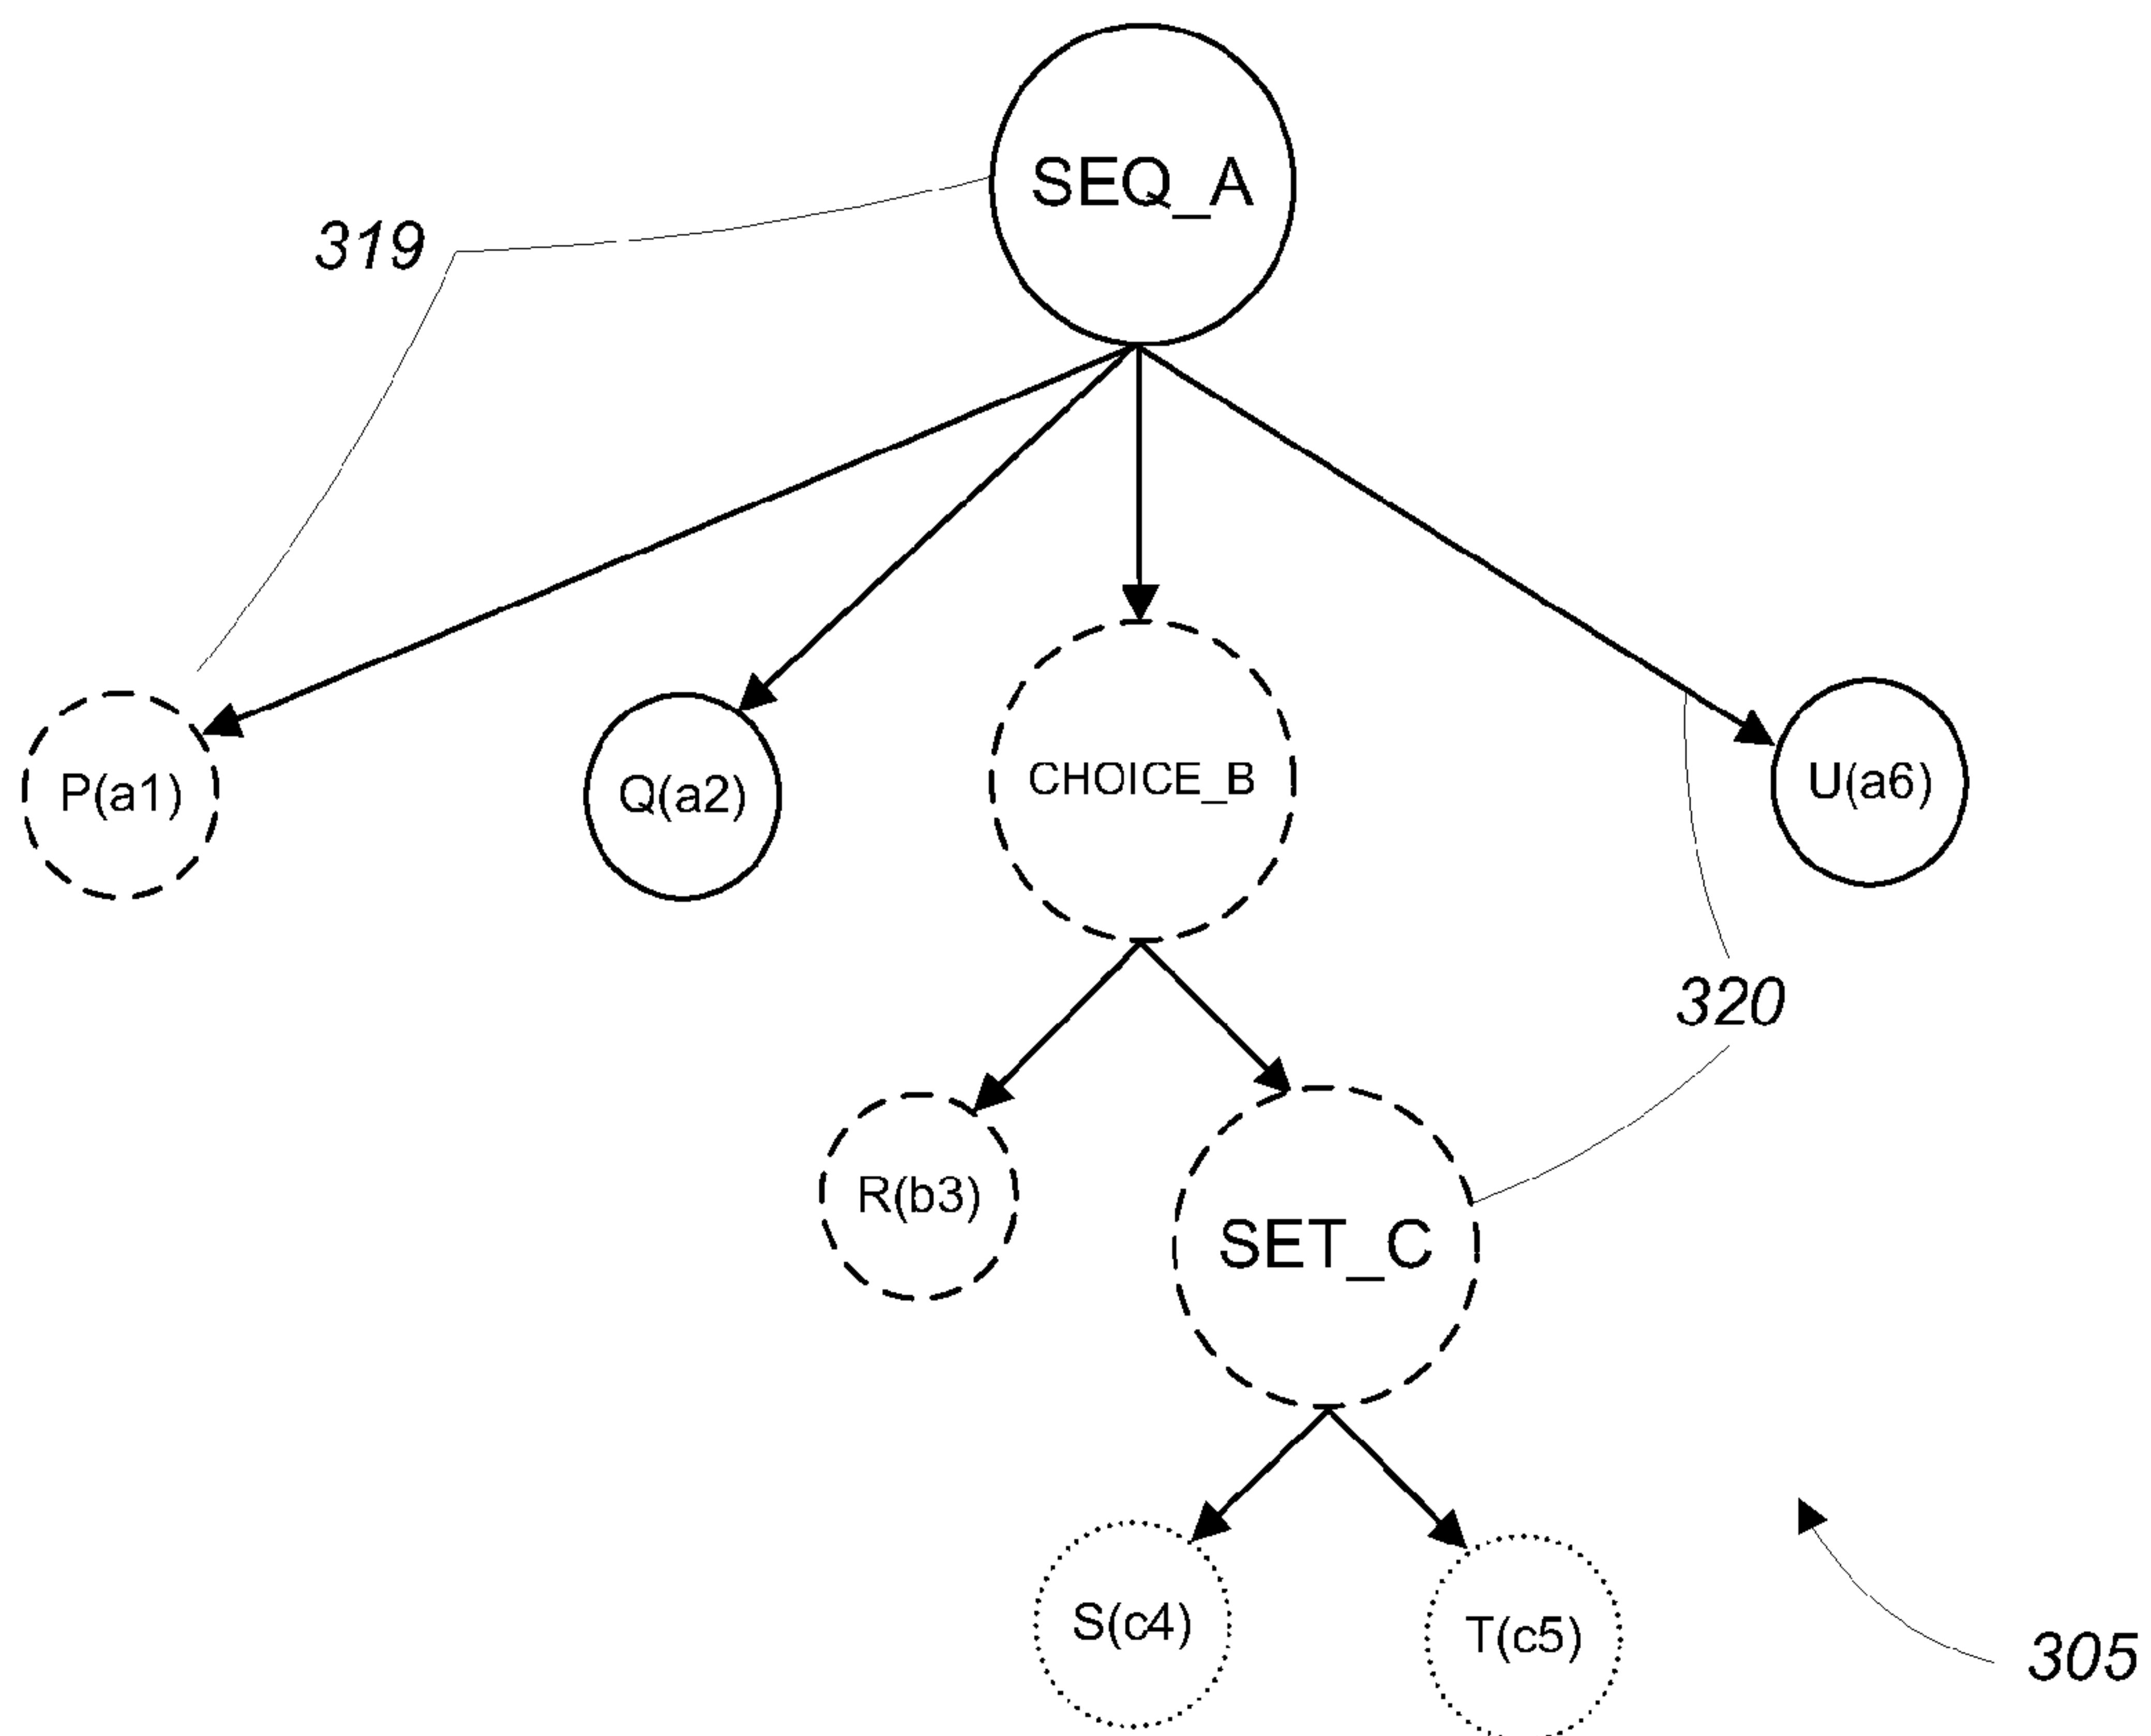 SEQ_A
319
P(a1)
Q(a2)
CHOICE_B
U(a6)
320
R(b3)
SET_C
S(c4)
T(c5)
305